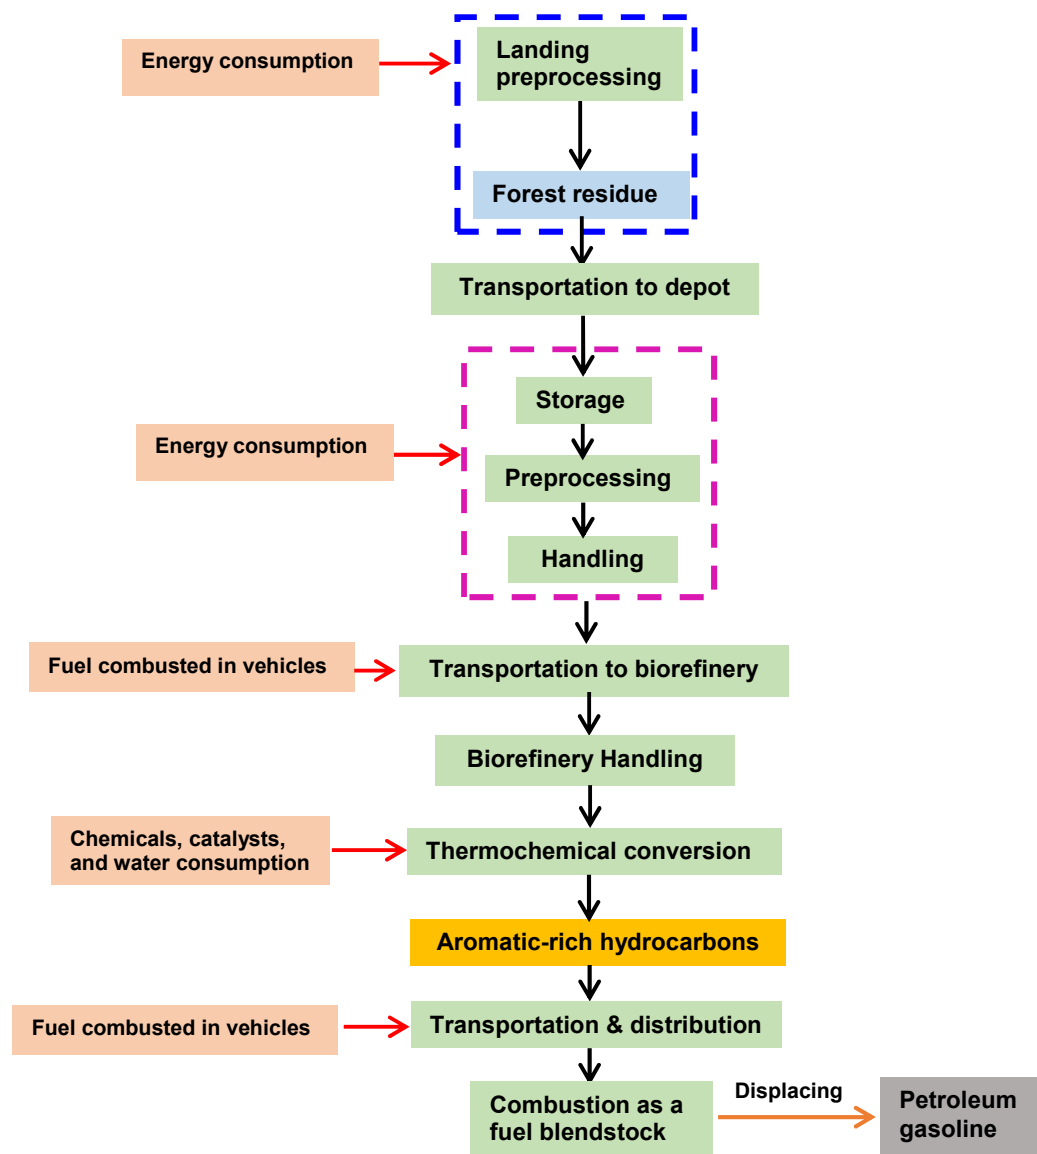 Energy consumption
Landing
preprocessing
Forest residue
Transportation to depot
Storage
Energy consumption
Preprocessing
Handling
Fuel combusted in vehicles
Transportation to biorefinery
Biorefinery Handling
Chemicals, catalysts,
and water consumption
Thermochemical conversion
Aromatic-rich hydrocarbons
Fuel combusted in vehicles
Transportation & distribution
Combustion as a
fuel blendstock
Displacing
Petroleum
gasoline